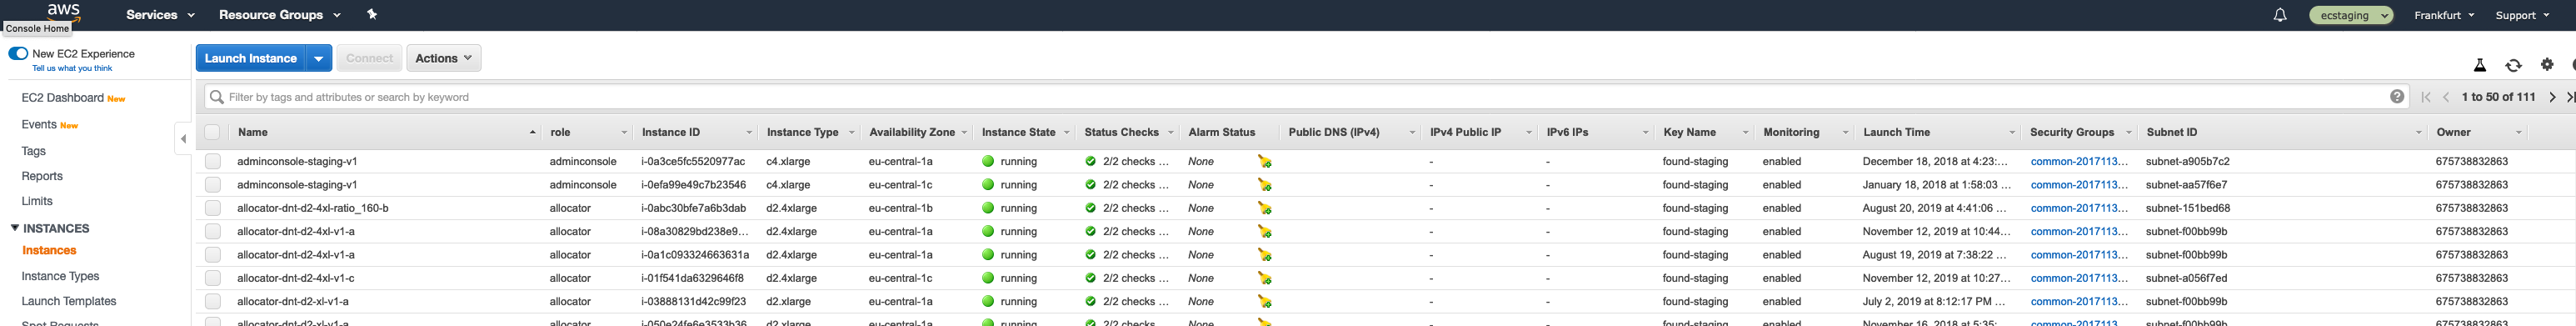 aws Services Resource Groups ecstaging Frankfurt Support
Console Home
New EC2 Experience
Tell us what you think
Launch Instance Connect Actions
EC2 Dashboard New
Events New
Tags
Reports
Limits
INSTANCES
Instances
Instance Types
Launch Templates
Spot Requests
Filter by tags and attributes or search by keyword 1 to 50 of 111
Name role Instance ID Instance Type Availability Zone Instance State Status Checks Alarm Status Public DNS (IPv4) IPv4 Public IP IPv6 IPs Key Name Monitoring Launch Time Security Groups Subnet ID Owner
adminconsole-staging-v1 adminconsole i-0a3ce5fc5520977ac c4.xlarge eu-central-1a running 2/2 checks ... None - - found-staging enabled December 18, 2018 at 4:23:... common-2017113... subnet-a905b7c2 675738832863
adminconsole-staging-v1 adminconsole i-0efa99e49c7b23546 c4.xlarge eu-central-1c running 2/2 checks ... None - - found-staging enabled January 18, 2018 at 1:58:03 ... common-2017113... subnet-aa57f6e7 675738832863
allocator-dnt-d2-4xl-ratio_160-b allocator i-0abc30bfe7a6b3dab d2.4xlarge eu-central-1b running 2/2 checks ... None - - found-staging enabled August 20, 2019 at 4:41:06 ... common-2017113... subnet-151bed68 675738832863
allocator-dnt-d2-4xl-v1-a allocator i-08a30829bd238e9... d2.4xlarge eu-central-1a running 2/2 checks ... None - - found-staging enabled November 12, 2019 at 10:44... common-2017113... subnet-f00bb99b 675738832863
allocator-dnt-d2-4xl-v1-a allocator i-0a1c093324663631a d2.4xlarge eu-central-1a running 2/2 checks ... None - - found-staging enabled August 19, 2019 at 7:38:22 ... common-2017113... subnet-f00bb99b 675738832863
allocator-dnt-d2-4xl-v1-c allocator i-01f541da6329646f8 d2.4xlarge eu-central-1c running 2/2 checks ... None - - found-staging enabled November 12, 2019 at 10:27... common-2017113... subnet-a056f7ed 675738832863
allocator-dnt-d2-xl-v1-a allocator i-03888131d42c99f23 d2.xlarge eu-central-1a running 2/2 checks ... None - - found-staging enabled July 2, 2019 at 8:12:17 PM ... common-2017113... subnet-f00bb99b 675738832863
allocator-dnt-d2-xl-v1-a allocator i-050e24fe6e3533b36 d2.xlarge eu-central-1a running 2/2 checks ... None - - found-staging enabled November 16, 2018 at 5:35:... common-2017113... subnet-f00bb99b 675738832863